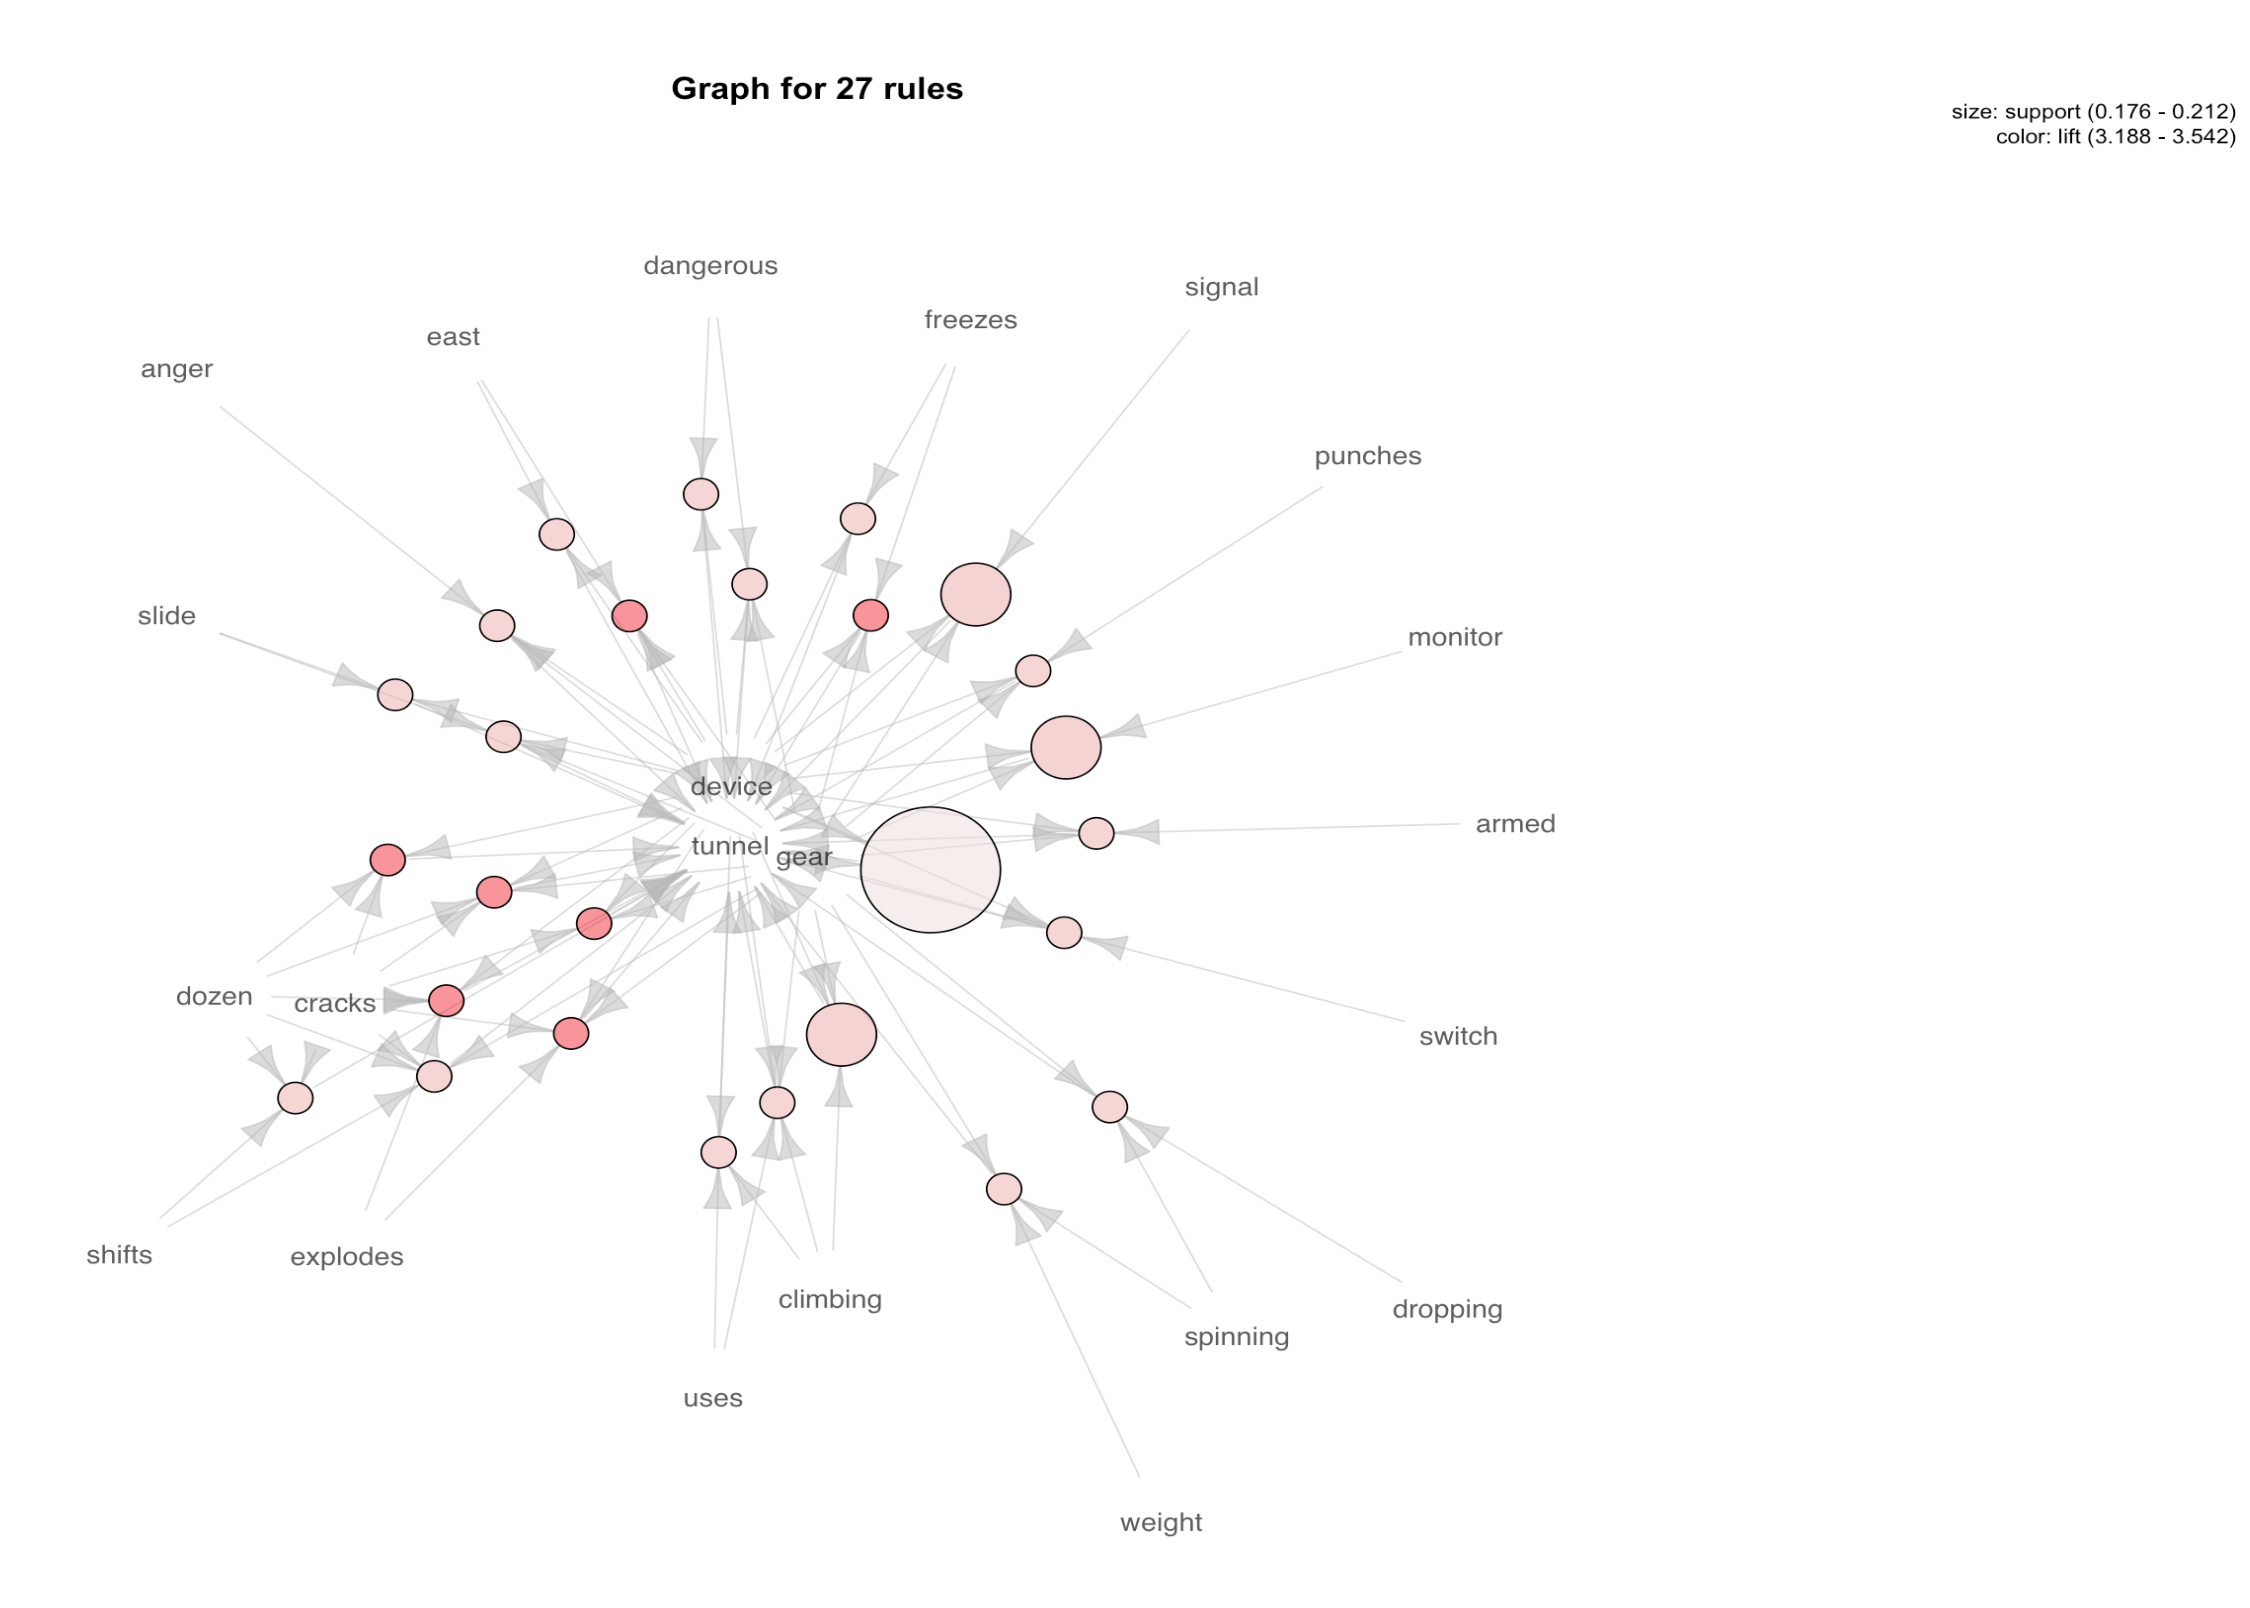 Graph for 27 rules
size: support (0.176 - 0.212)
color: lift (3.188 - 3.542)
dangerous
signal
freezes
east
anger
punches
slide
monitor
device
armed
tunnel
gear
dozen
cracks
switch
shifts
explodes
climbing
dropping
spinning
uses
weight